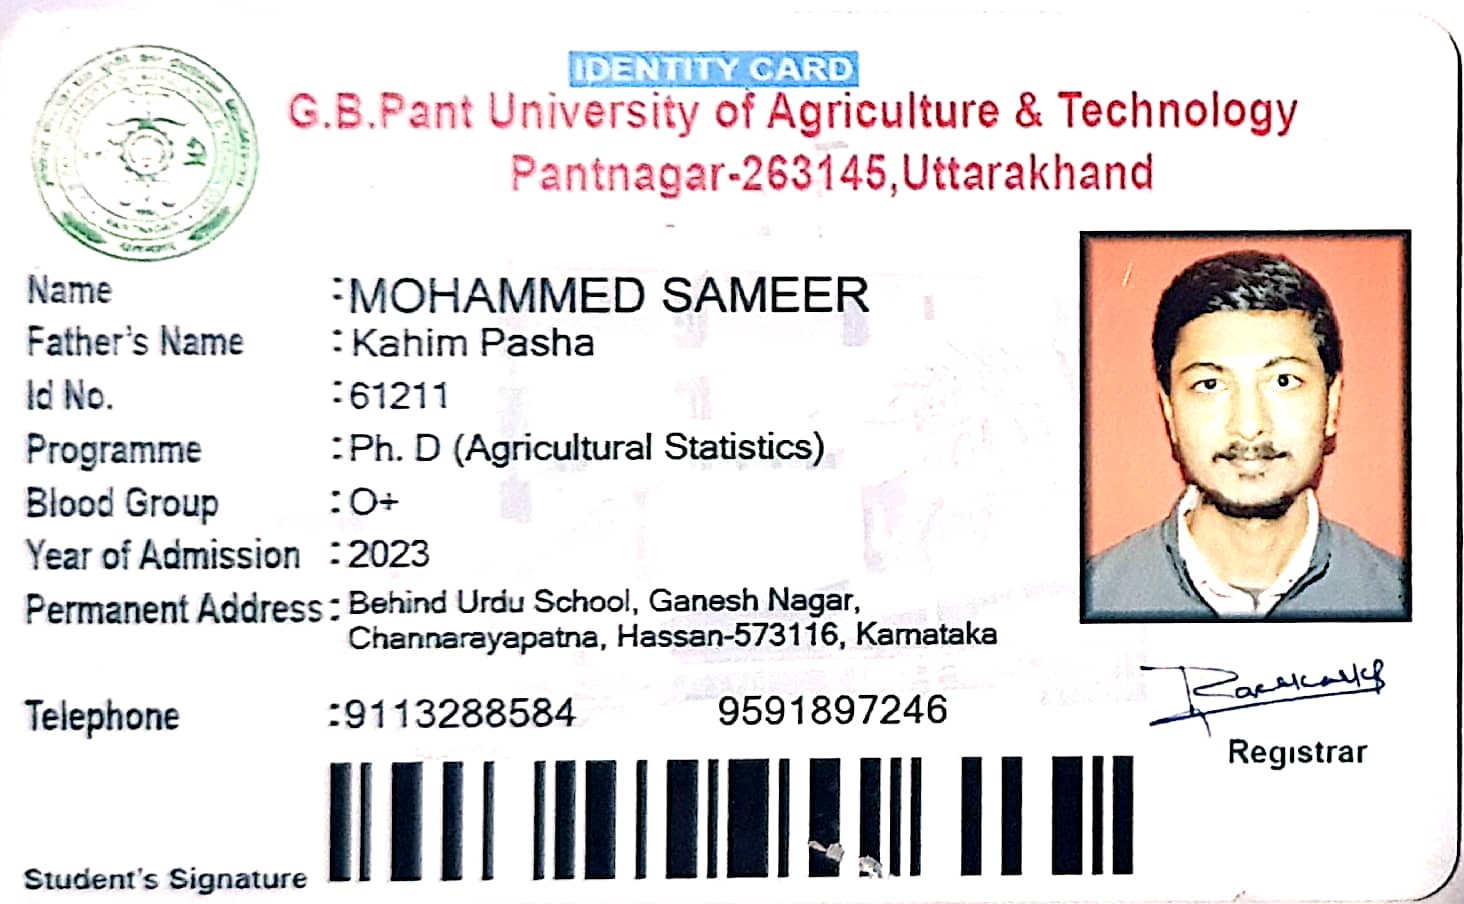 IDENTITY CARD
G.B.Pant University of Agriculture & Technology
Pantnagar-263145,Uttarakhand
Name :MOHAMMED SAMEER
Father's Name :Kahim Pasha
Id No. :61211
Programme :Ph. D (Agricultural Statistics)
Blood Group :O+
Year of Admission :2023
Permanent Address: Behind Urdu School, Ganesh Nagar,
Channarayapatna, Hassan-573116, Karnataka
Telephone :9113288584 9591897246
Registrar
Student's Signature